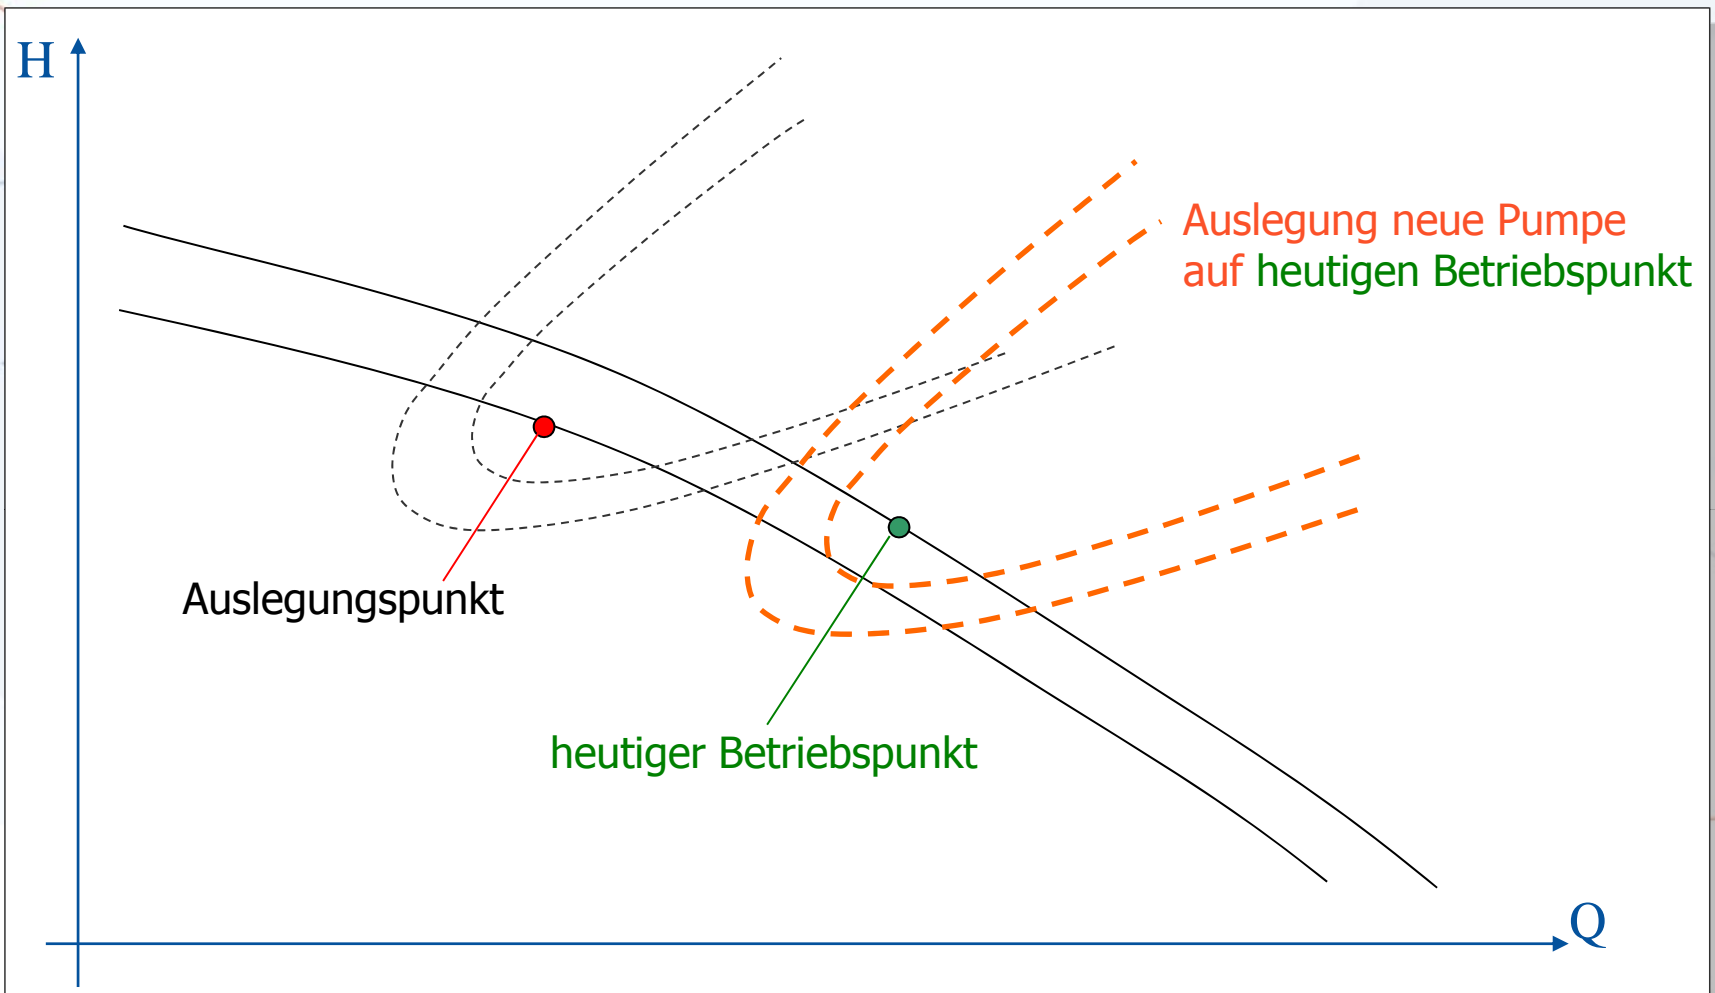 H
Auslegung neue Pumpe
auf heutigen Betriebspunkt
Auslegungspunkt
heutiger Betriebspunkt
Q